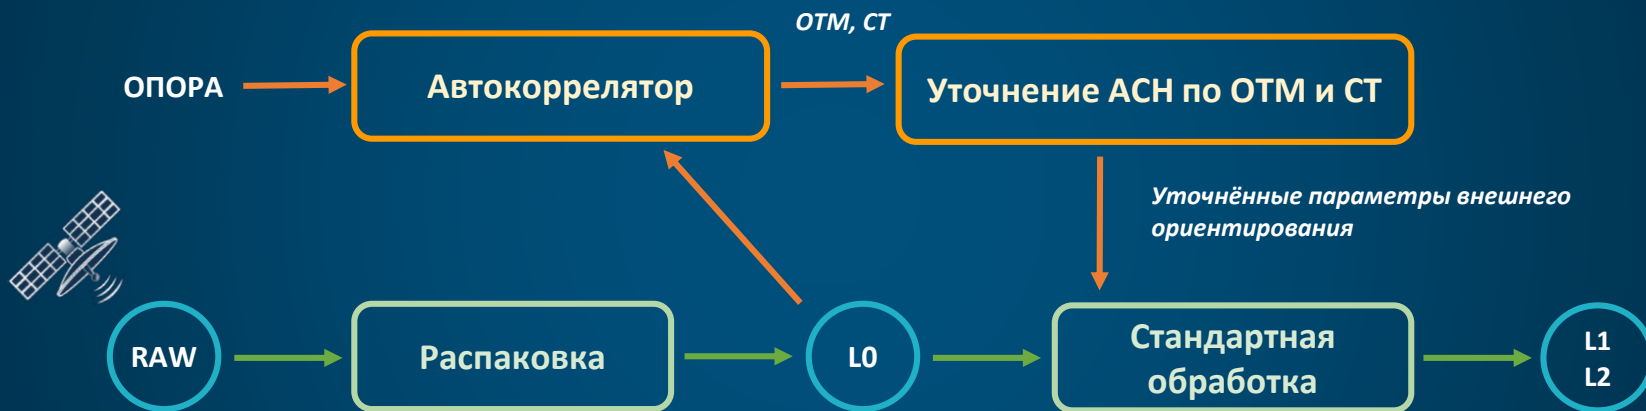 ОТМ, СТ
ОПОРА
Автокоррелятор
Уточнение АСН по ОТМ и СТ
Уточнённые параметры внешнего
ориентирования
RAW
Распаковка
L0
Стандартная
обработка
L1
L2